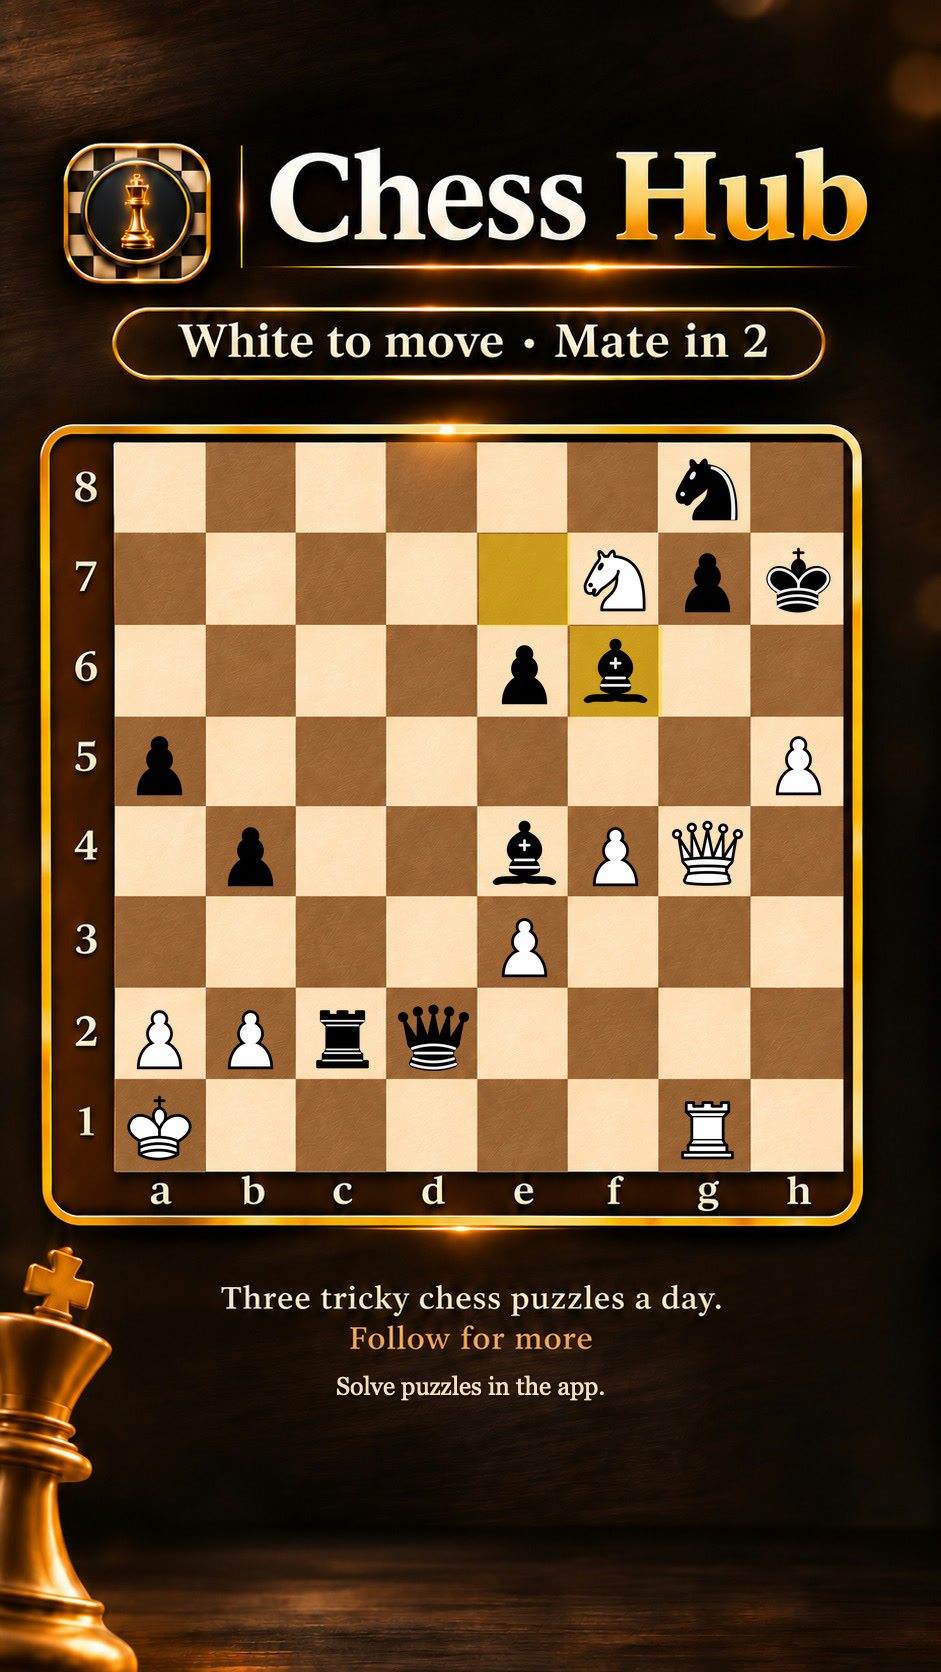 Chess Hub
White to move • Mate in 2
8
7
6
5
4
3
2
1
a b c d e f g h
Three tricky chess puzzles a day.
Follow for more
Solve puzzles in the app.